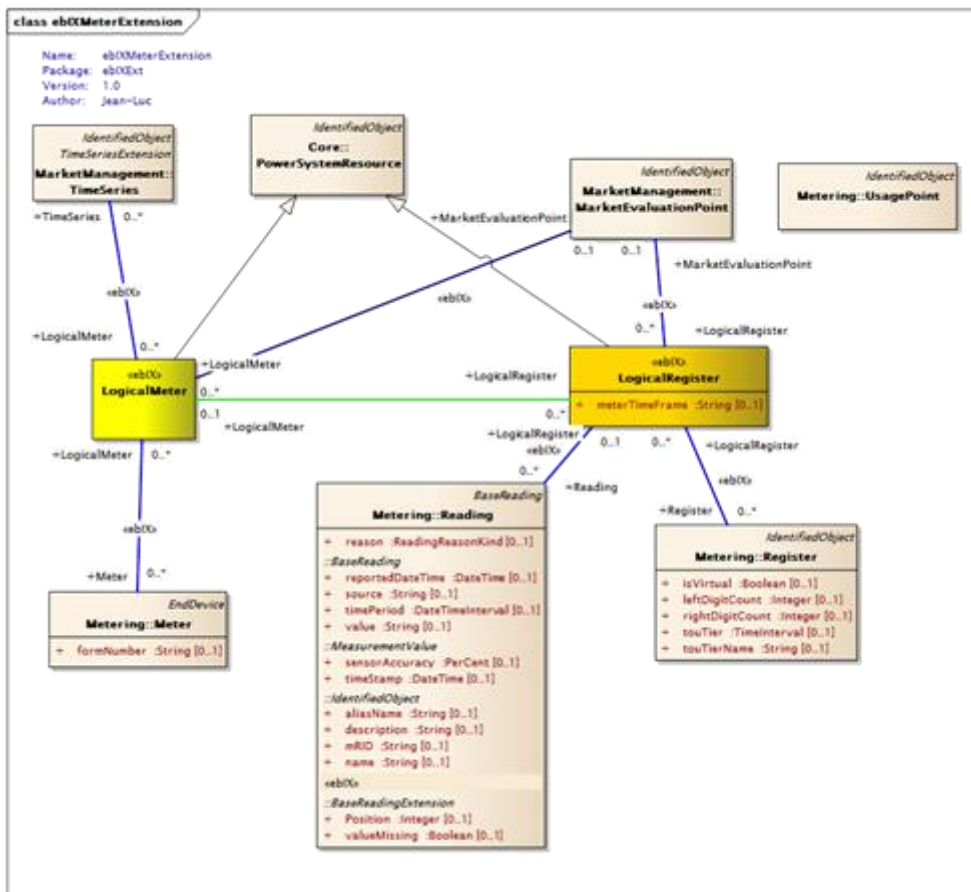 class ebIXMeterExtension
Name: ebIXMeterExtension
Package: ebIXExt
Version: 1.0
Author: Jean-Luc
IdentifiedObject
TimeSeriesExtension
MarketManagement::
TimeSeries
IdentifiedObject
Core::
PowerSystemResource
IdentifiedObject
MarketManagement::
MarketEvaluationPoint
IdentifiedObject
Metering::UsagePoint
+TimeSeries 0..*
+MarketEvaluationPoint
0..1 0..1
+MarketEvaluationPoint
«ebIX»
«ebIX»
«ebIX»
+LogicalMeter 0..*
0..* +LogicalRegister
«ebIX»
LogicalMeter
+LogicalMeter
0..*
0..1
+LogicalMeter
+LogicalRegister
0..*
«ebIX»
LogicalRegister
+ meterTimeFrame :String [0..1]
+LogicalMeter 0..*
«ebIX»
+Meter 0..*
+LogicalRegister 0..1
«ebIX»
0..* +Reading
0..* +LogicalRegister
«ebIX»
+Register 0..*
EndDevice
Metering::Meter
+ formNumber :String [0..1]
BaseReading
Metering::Reading
+ reason :ReadingReasonKind [0..1]
::BaseReading
+ reportedDateTime :DateTime [0..1]
+ source :String [0..1]
+ timePeriod :DateTimeInterval [0..1]
+ value :String [0..1]
::MeasurementValue
+ sensorAccuracy :PerCent [0..1]
+ timeStamp :DateTime [0..1]
::IdentifiedObject
+ aliasName :String [0..1]
+ description :String [0..1]
+ mRID :String [0..1]
+ name :String [0..1]
«ebIX»
::BaseReadingExtension
+ Position :Integer [0..1]
+ valueMissing :Boolean [0..1]
IdentifiedObject
Metering::Register
+ isVirtual :Boolean [0..1]
+ leftDigitCount :Integer [0..1]
+ rightDigitCount :Integer [0..1]
+ touTier :TimeInterval [0..1]
+ touTierName :String [0..1]